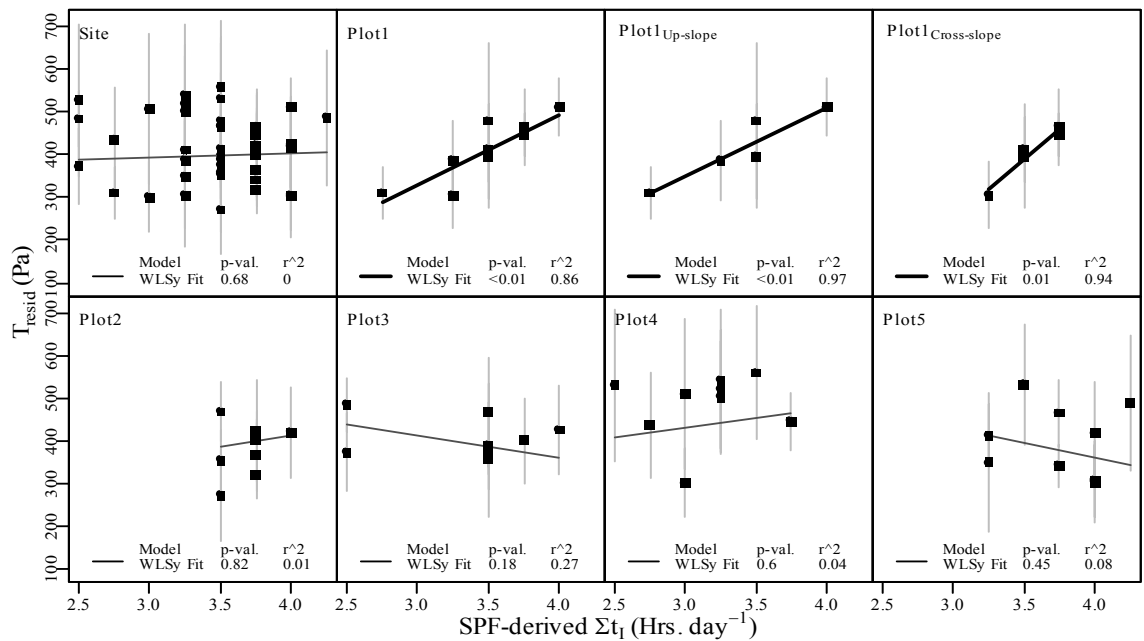 Site
Model p-val. r^2
WLSy Fit 0.68 0
Plot1
Model p-val. r^2
WLSy Fit <0.01 0.86
Plot1Up-slope
Model p-val. r^2
WLSy Fit <0.01 0.97
Plot1Cross-slope
Model p-val. r^2
WLSy Fit 0.01 0.94
700
600
500
400
300
200
100
Tresid (Pa)
Plot2
Model p-val. r^2
WLSy Fit 0.82 0.01
Plot3
Model p-val. r^2
WLSy Fit 0.18 0.27
Plot4
Model p-val. r^2
WLSy Fit 0.6 0.04
Plot5
Model p-val. r^2
WLSy Fit 0.45 0.08
700
600
500
400
300
200
100
2.5 3.0 3.5 4.0
2.5 3.0 3.5 4.0
2.5 3.0 3.5 4.0
2.5 3.0 3.5 4.0
SPF-derived ΣtI (Hrs. day⁻¹)